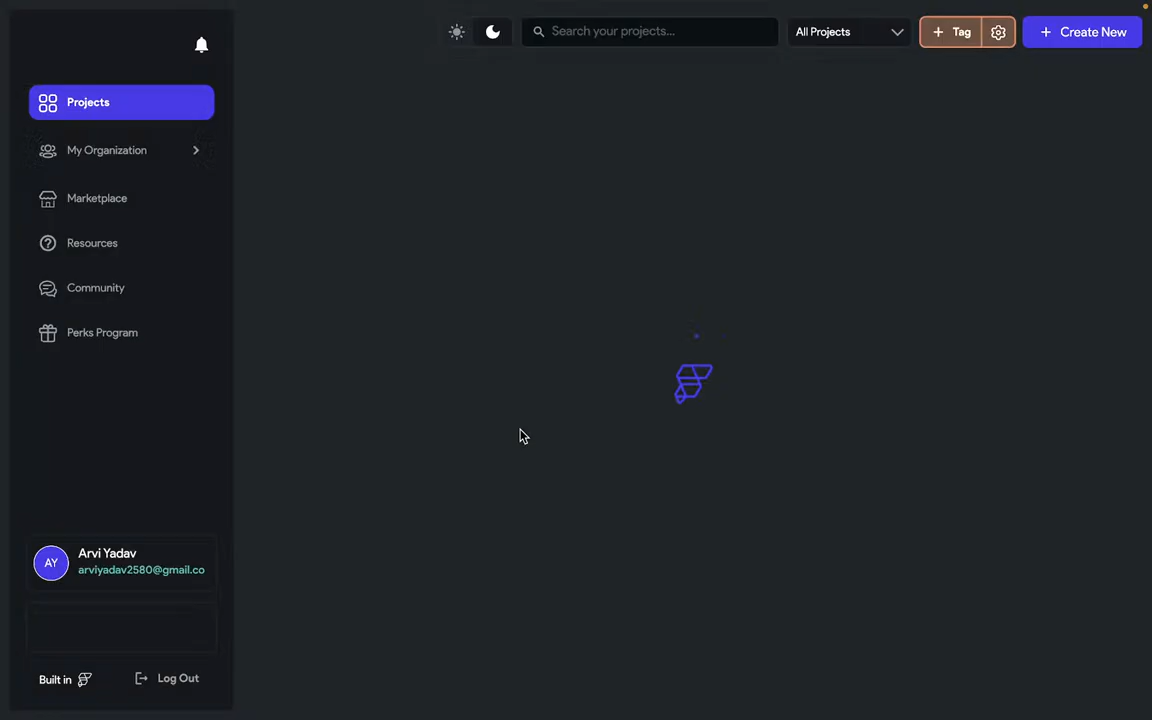 Search your projects...
All Projects
+ Tag
+ Create New
Projects
My Organization
Marketplace
Resources
Community
Perks Program
AY
Arvi Yadav
arviyadav2580@gmail.co
Built in
Log Out